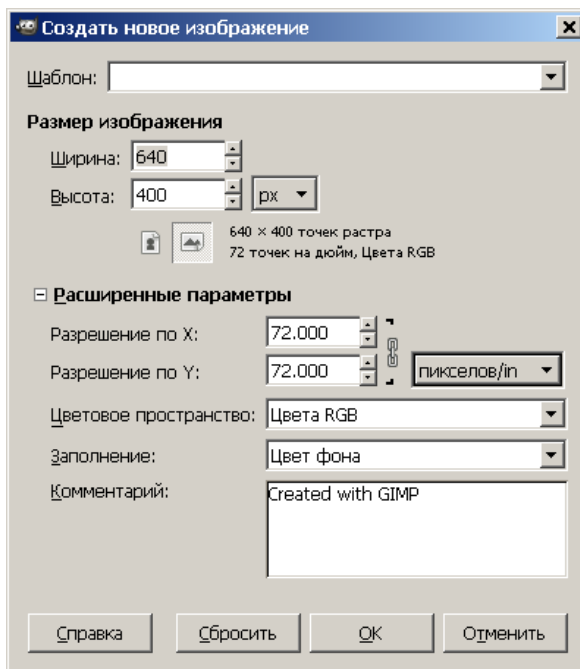 Создать новое изображение
Шаблон:
Размер изображения
Ширина: 640
Высота: 400 px
640 × 400 точек растра
72 точек на дюйм, Цвета RGB
Расширенные параметры
Разрешение по X: 72.000
Разрешение по Y: 72.000 пикселов/in
Цветовое пространство: Цвета RGB
Заполнение: Цвет фона
Комментарий: Created with GIMP
Справка Сбросить OK Отменить